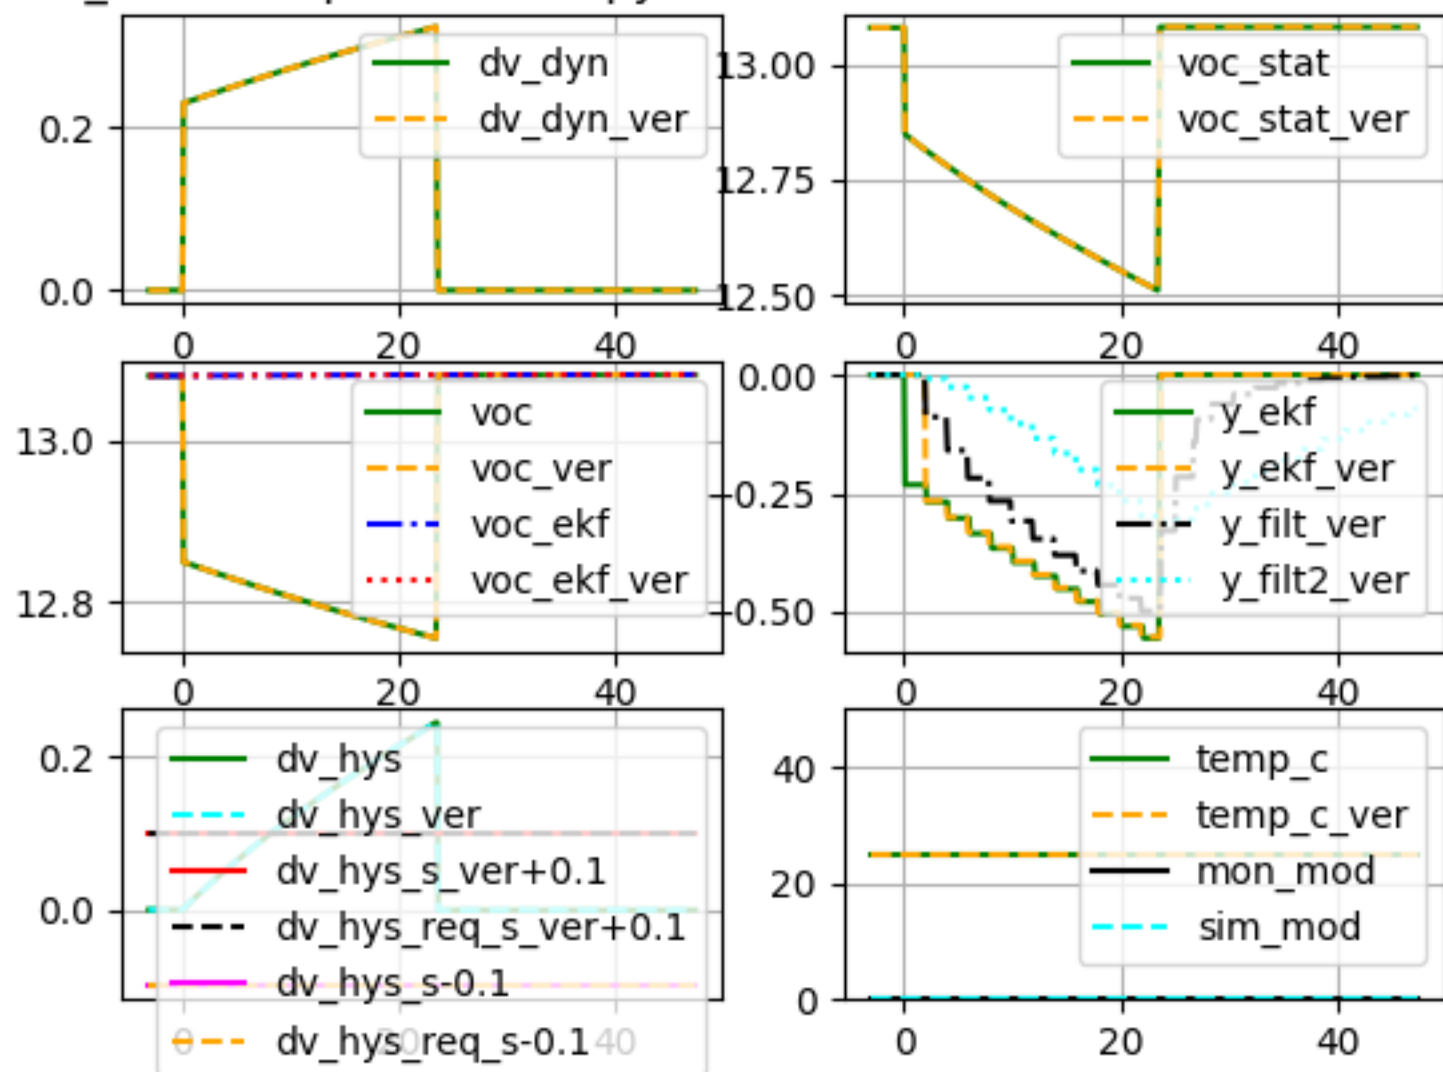 dv_dyn
dv_dyn_ver
0.2
0.0
0 20 40
voc_stat
voc_stat_ver
13.00
12.75
12.50
0 20 40
voc
voc_ver
voc_ekf
voc_ekf_ver
13.0
12.8
0 20 40
y_ekf
y_ekf_ver
y_filt_ver
y_filt2_ver
0.00
−0.25
−0.50
0 20 40
dv_hys
dv_hys_ver
dv_hys_s_ver+0.1
dv_hys_req_s_ver+0.1
dv_hys_s-0.1
dv_hys_req_s-0.1
0.2
0.0
0 20 40
temp_c
temp_c_ver
mon_mod
sim_mod
40
20
0
0 20 40